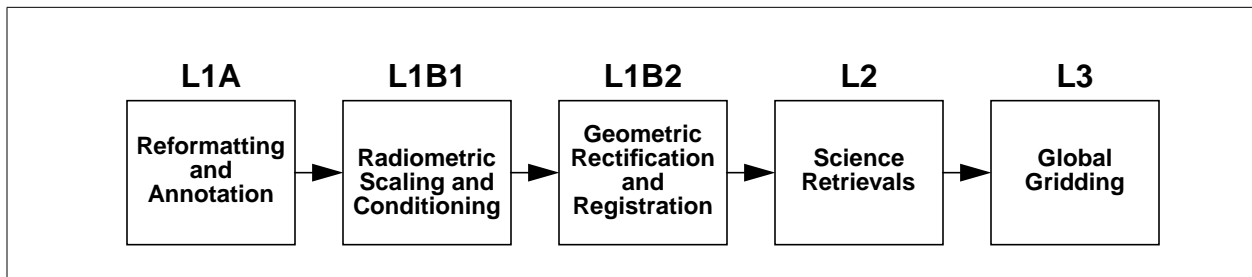 L1A
Reformatting
and
Annotation
L1B1
Radiometric
Scaling and
Conditioning
L1B2
Geometric
Rectification
and
Registration
L2
Science
Retrievals
L3
Global
Gridding